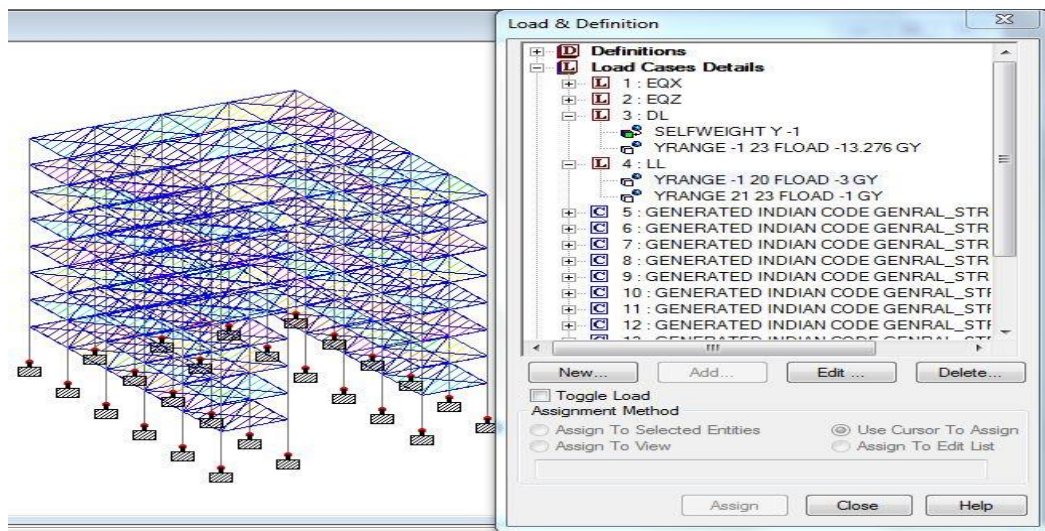 Load & Definition
Definitions
Load Cases Details
1 : EQX
2 : EQZ
3 : DL
SELFWEIGHT Y -1
YRANGE -1 23 FLOAD -13.276 GY
4 : LL
YRANGE -1 20 FLOAD -3 GY
YRANGE 21 23 FLOAD -1 GY
5 : GENERATED INDIAN CODE GENRAL_STR
6 : GENERATED INDIAN CODE GENRAL_STR
7 : GENERATED INDIAN CODE GENRAL_STR
8 : GENERATED INDIAN CODE GENRAL_STR
9 : GENERATED INDIAN CODE GENRAL_STR
10 : GENERATED INDIAN CODE GENRAL_STF
11 : GENERATED INDIAN CODE GENRAL_STF
12 : GENERATED INDIAN CODE GENRAL_STF
New... Add... Edit ... Delete...
Toggle Load
Assignment Method
Assign To Selected Entities Use Cursor To Assign
Assign To View Assign To Edit List
Assign Close Help